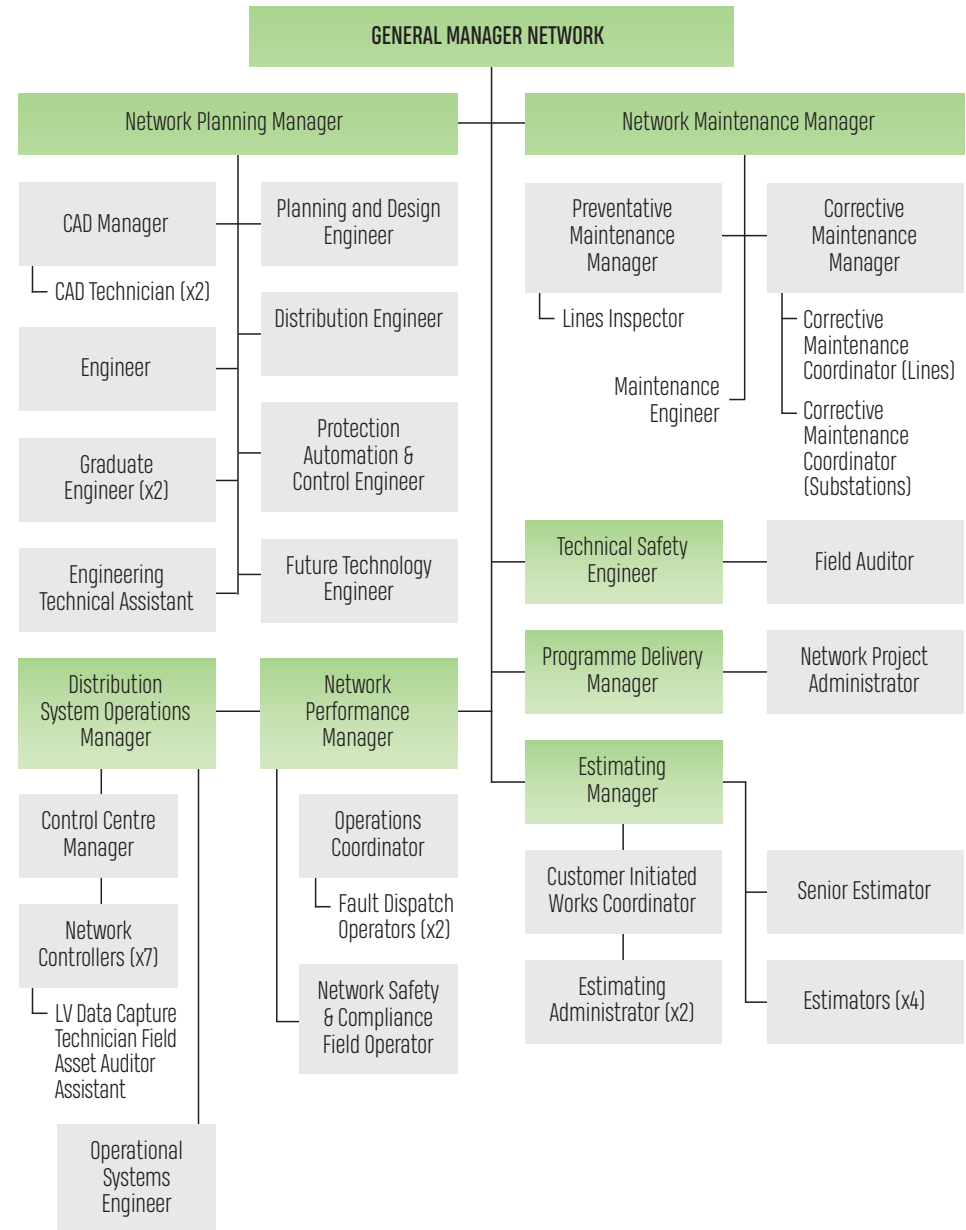 GENERAL MANAGER NETWORK
Network Planning Manager
Network Maintenance Manager
CAD Manager
CAD Technician (x2)
Planning and Design
Engineer
Engineer
Distribution Engineer
Graduate
Engineer (x2)
Protection
Automation &
Control Engineer
Engineering
Technical Assistant
Future Technology
Engineer
Preventative
Maintenance
Manager
Lines Inspector
Corrective
Maintenance
Manager
Corrective
Maintenance
Coordinator (Lines)
Corrective
Maintenance
Coordinator
(Substations)
Maintenance
Engineer
Technical Safety
Engineer
Field Auditor
Programme Delivery
Manager
Network Project
Administrator
Distribution
System Operations
Manager
Network
Performance
Manager
Control Centre
Manager
Network
Controllers (x7)
LV Data Capture
Technician Field
Asset Auditor
Assistant
Operational
Systems
Engineer
Operations
Coordinator
Fault Dispatch
Operators (x2)
Network Safety
& Compliance
Field Operator
Estimating
Manager
Customer Initiated
Works Coordinator
Estimating
Administrator (x2)
Senior Estimator
Estimators (x4)